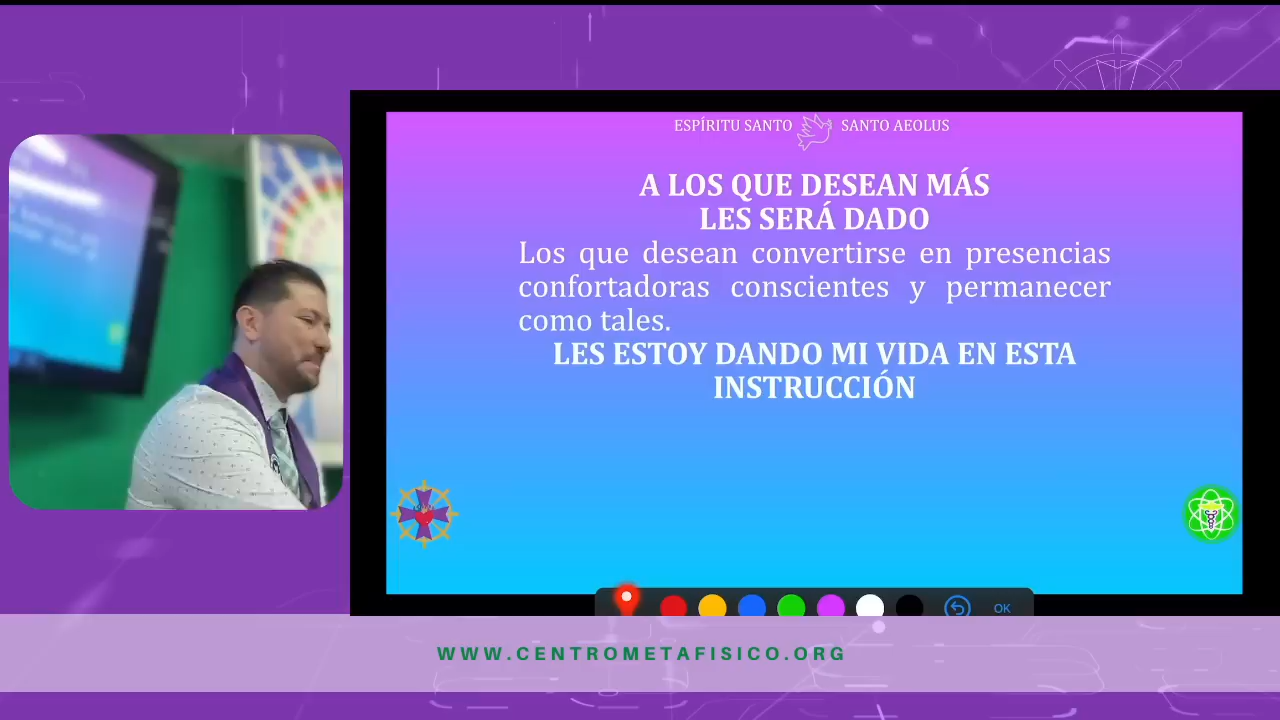 ESPÍRITU SANTO SANTO AEOLUS
A LOS QUE DESEAN MÁS
LES SERÁ DADO
Los que desean convertirse en presencias
confortadoras conscientes y permanecer
como tales.
LES ESTOY DANDO MI VIDA EN ESTA
INSTRUCCIÓN
OK
WWW.CENTROMETAFISICO.ORG